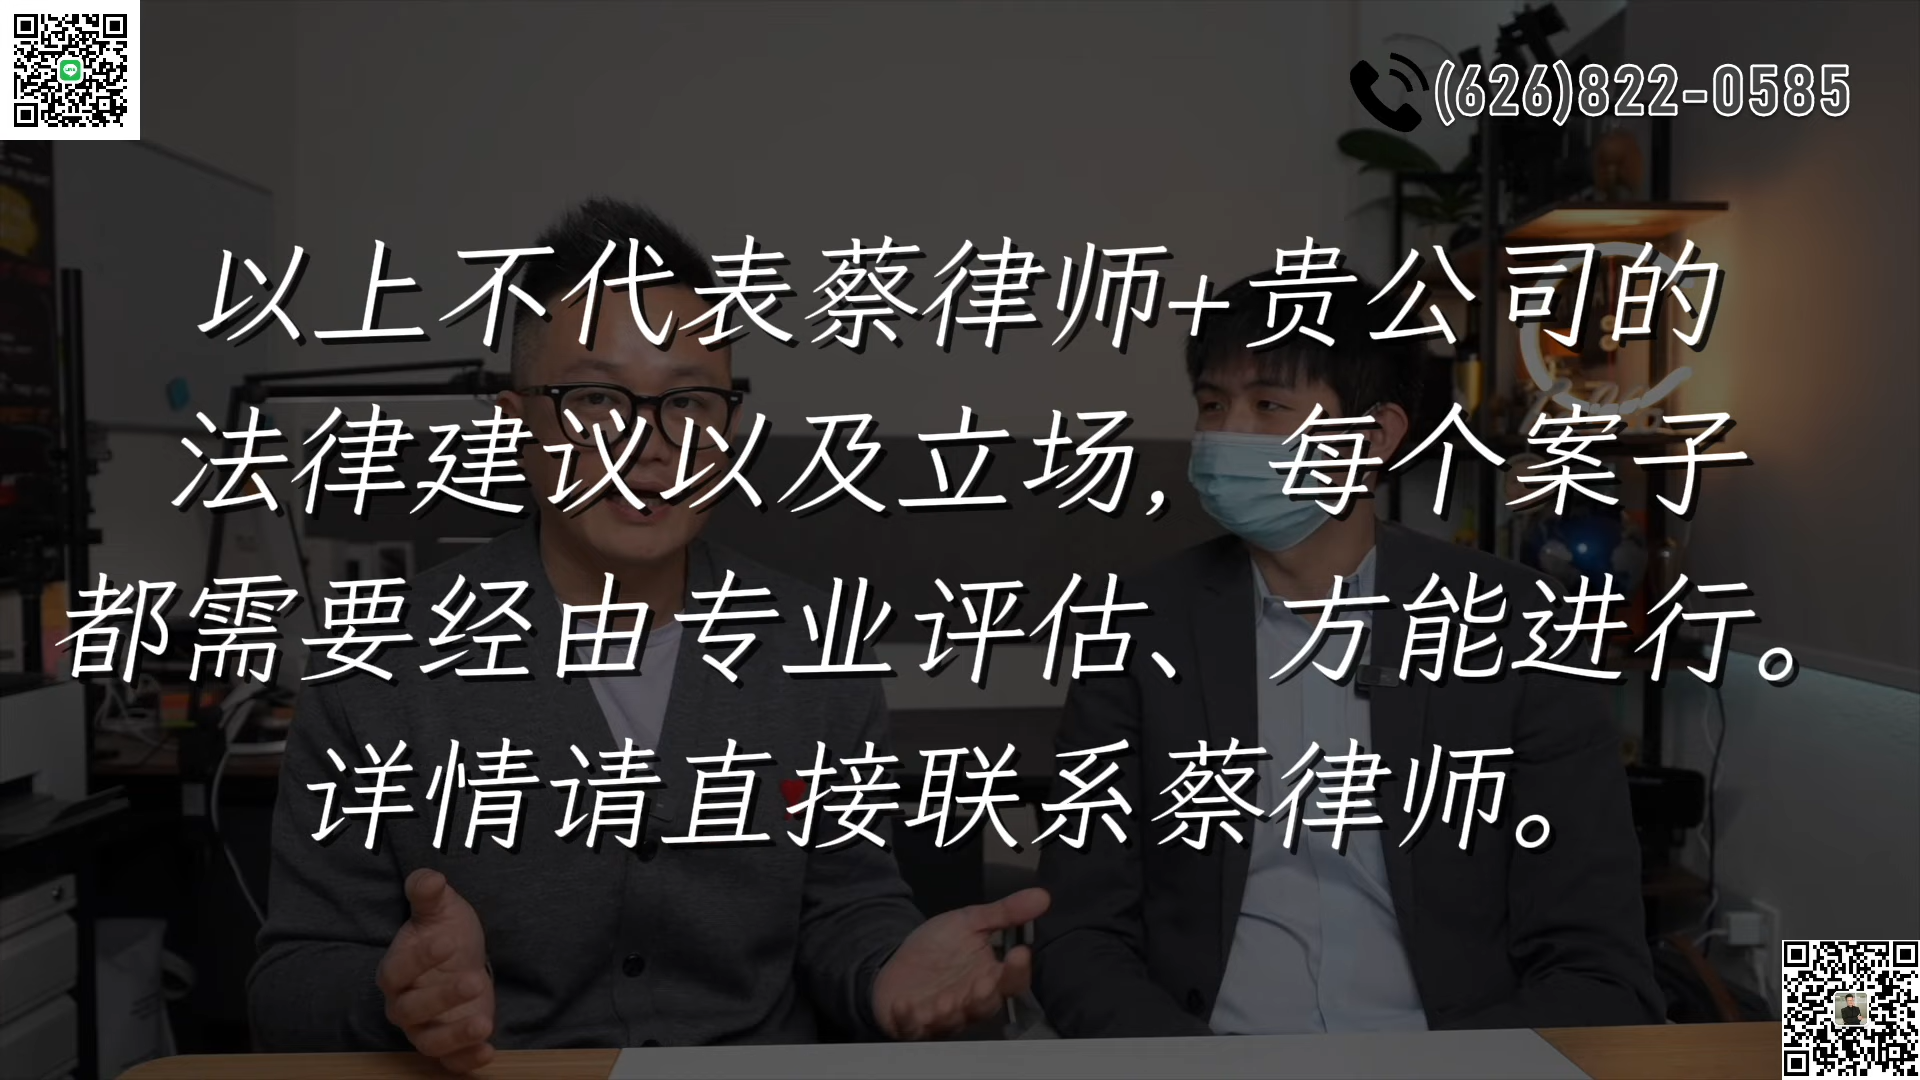 (626)822-0585
以上不代表蔡律师+贵公司的
法律建议以及立场，每个案子
都需要经由专业评估、方能进行。
详情请直接联系蔡律师。